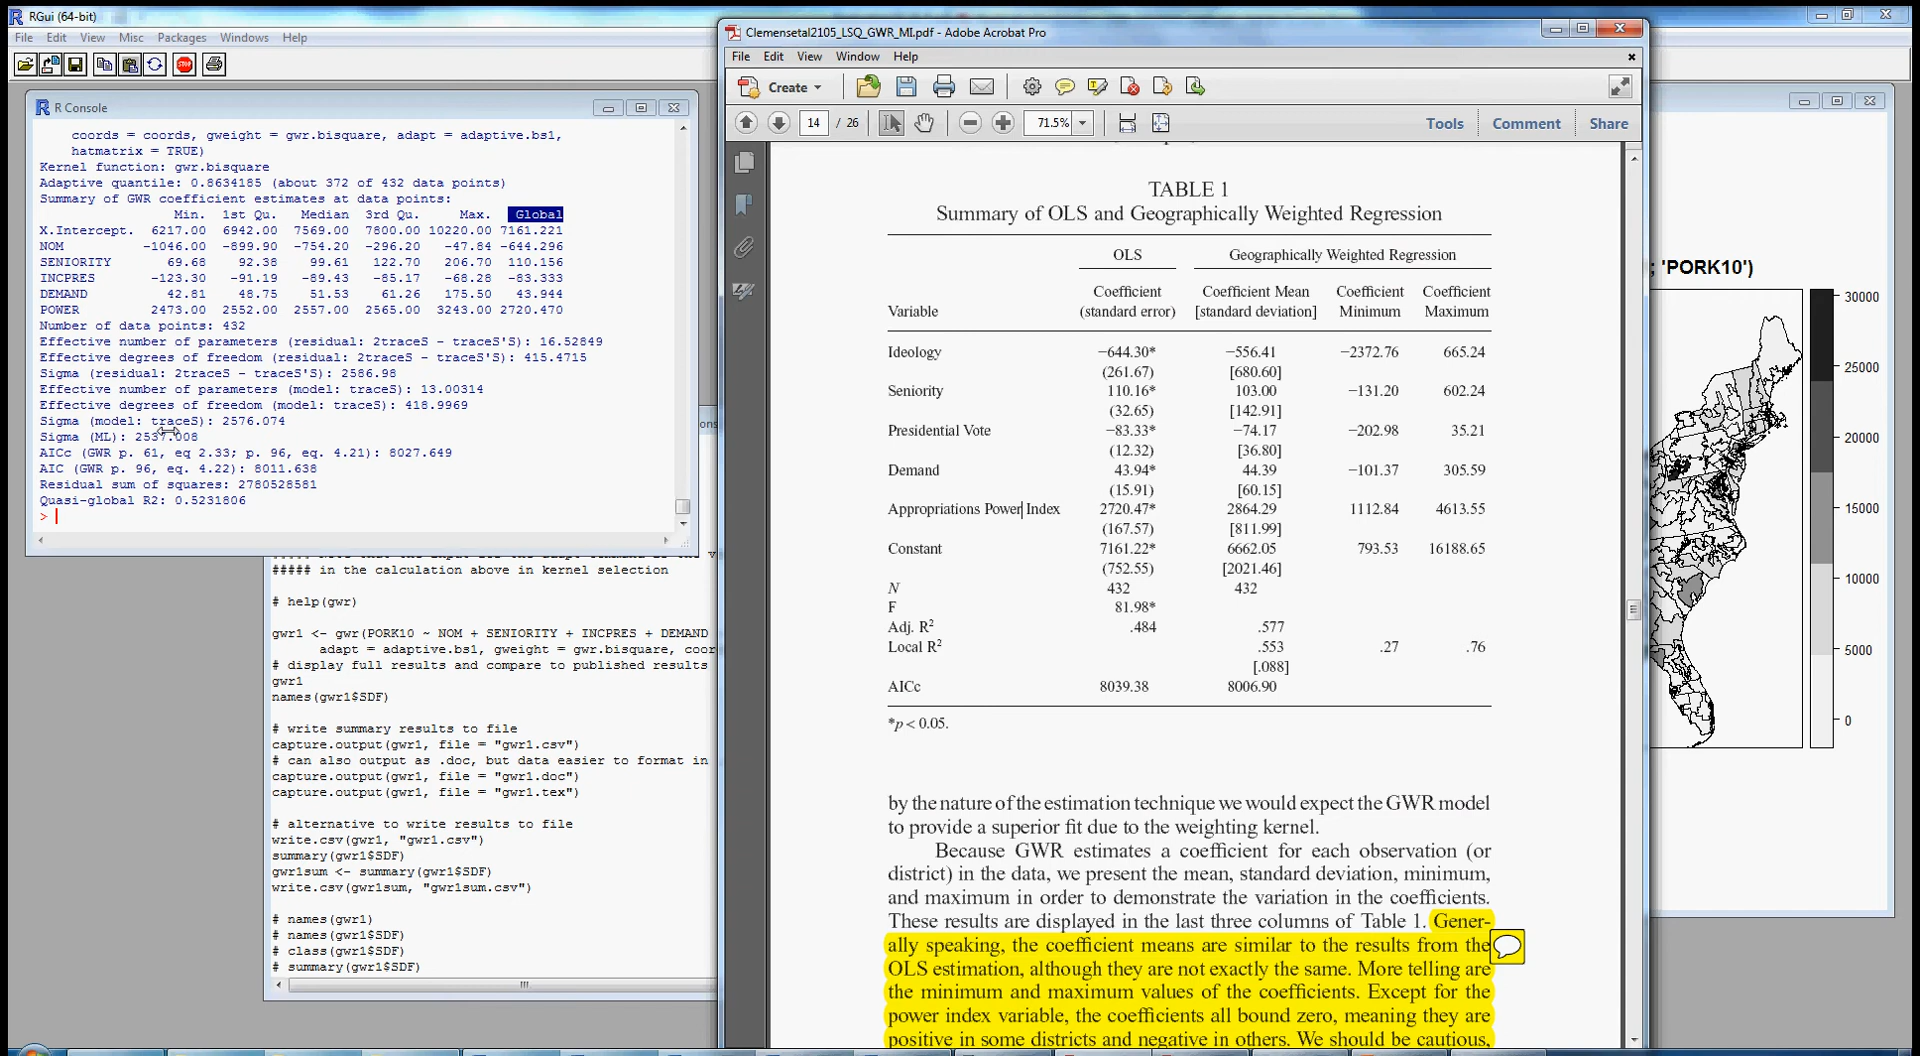 RGui (64-bit)
File Edit View Misc Packages Windows Help
R Console
coords = coords, gweight = gwr.bisquare, adapt = adaptive.bs1,
hatmatrix = TRUE)
Kernel function: gwr.bisquare
Adaptive quantile: 0.8634185 (about 372 of 432 data points)
Summary of GWR coefficient estimates at data points:
Min. 1st Qu. Median 3rd Qu. Max. Global
X.Intercept. 6217.00 6942.00 7569.00 7800.00 10220.00 7161.221
NOM -1046.00 -899.90 -754.20 -296.20 -47.84 -644.296
SENIORITY 69.68 92.38 99.61 122.70 206.70 110.156
INCPRES -123.30 -91.19 -89.43 -85.17 -68.28 -83.333
DEMAND 42.81 48.75 51.53 61.26 175.50 43.944
POWER 2473.00 2552.00 2557.00 2565.00 3243.00 2720.470
Number of data points: 432
Effective number of parameters (residual: 2traceS - traceS'S): 16.52849
Effective degrees of freedom (residual: 2traceS - traceS'S): 415.4715
Sigma (residual: 2traceS - traceS'S): 2586.98
Effective number of parameters (model: traceS): 13.00314
Effective degrees of freedom (model: traceS): 418.9969
Sigma (model: traceS): 2576.074
Sigma (ML): 2537.008
AICc (GWR p. 61, eq 2.33; p. 96, eq. 4.21): 8027.649
AIC (GWR p. 96, eq. 4.22): 8011.638
Residual sum of squares: 2780528581
Quasi-global R2: 0.5231806
>
##### in the calculation above in kernel selection
# help(gwr)
gwr1 <- gwr(PORK10 ~ NOM + SENIORITY + INCPRES + DEMAND
adapt = adaptive.bs1, gweight = gwr.bisquare, coor
# display full results and compare to published results
gwr1
names(gwr1$SDF)
# write summary results to file
capture.output(gwr1, file = "gwr1.csv")
# can also output as .doc, but data easier to format in
capture.output(gwr1, file = "gwr1.doc")
capture.output(gwr1, file = "gwr1.tex")
# alternative to write results to file
write.csv(gwr1, "gwr1.csv")
summary(gwr1$SDF)
gwr1sum <- summary(gwr1$SDF)
write.csv(gwr1sum, "gwr1sum.csv")
# names(gwr1)
# names(gwr1$SDF)
# class(gwr1$SDF)
# summary(gwr1$SDF)
Clemensetal2105_LSQ_GWR_MI.pdf - Adobe Acrobat Pro
File Edit View Window Help
Create
14 / 26 71.5% Tools Comment Share
TABLE 1
Summary of OLS and Geographically Weighted Regression
OLS Geographically Weighted Regression
Coefficient Coefficient Mean Coefficient Coefficient
Variable (standard error) [standard deviation] Minimum Maximum
Ideology −644.30* −556.41 −2372.76 665.24
(261.67) [680.60]
Seniority 110.16* 103.00 −131.20 602.24
(32.65) [142.91]
Presidential Vote −83.33* −74.17 −202.98 35.21
(12.32) [36.80]
Demand 43.94* 44.39 −101.37 305.59
(15.91) [60.15]
Appropriations Power Index 2720.47* 2864.29 1112.84 4613.55
(167.57) [811.99]
Constant 7161.22* 6662.05 793.53 16188.65
(752.55) [2021.46]
N 432 432
F 81.98*
Adj. R2 .484 .577
Local R2 .553 .27 .76
[.088]
AICc 8039.38 8006.90
*p < 0.05.
by the nature of the estimation technique we would expect the GWR model
to provide a superior fit due to the weighting kernel.
Because GWR estimates a coefficient for each observation (or
district) in the data, we present the mean, standard deviation, minimum,
and maximum in order to demonstrate the variation in the coefficients.
These results are displayed in the last three columns of Table 1. Gener-
ally speaking, the coefficient means are similar to the results from the
OLS estimation, although they are not exactly the same. More telling are
the minimum and maximum values of the coefficients. Except for the
power index variable, the coefficients all bound zero, meaning they are
positive in some districts and negative in others. We should be cautious,
; 'PORK10')
30000
25000
20000
15000
10000
5000
0